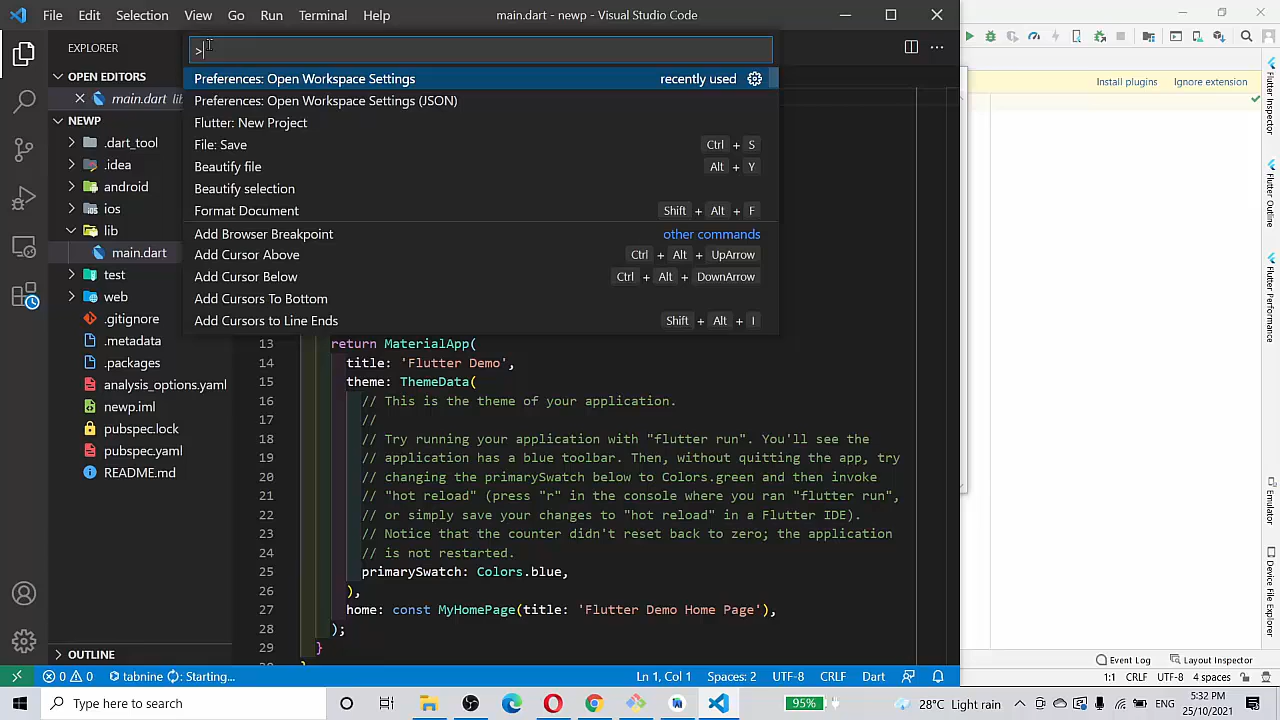 File Edit Selection View Go Run Terminal Help main.dart - newp - Visual Studio Code
EXPLORER
>
Install plugins Ignore extension
OPEN EDITORS
main.dart lib
NEWP
.dart_tool
.idea
android
ios
lib
main.dart
test
web
.gitignore
.metadata
.packages
analysis_options.yaml
newp.iml
pubspec.lock
pubspec.yaml
README.md
OUTLINE
Preferences: Open Workspace Settings recently used
Preferences: Open Workspace Settings (JSON)
Flutter: New Project
File: Save Ctrl + S
Beautify file Alt + Y
Beautify selection
Format Document Shift + Alt + F
Add Browser Breakpoint other commands
Add Cursor Above Ctrl + Alt + UpArrow
Add Cursor Below Ctrl + Alt + DownArrow
Add Cursors To Bottom
Add Cursors to Line Ends Shift + Alt + I
13 return MaterialApp(
14 title: 'Flutter Demo',
15 theme: ThemeData(
16 // This is the theme of your application.
17 //
18 // Try running your application with "flutter run". You'll see the
19 // application has a blue toolbar. Then, without quitting the app, try
20 // changing the primarySwatch below to Colors.green and then invoke
21 // "hot reload" (press "r" in the console where you ran "flutter run",
22 // or simply save your changes to "hot reload" in a Flutter IDE).
23 // Notice that the counter didn't reset back to zero; the application
24 // is not restarted.
25 primarySwatch: Colors.blue,
26 ),
27 home: const MyHomePage(title: 'Flutter Demo Home Page'),
28 );
29 }
Flutter Inspector
Flutter Outline
Flutter Performance
Emulator
Device File Explorer
Event Log Layout Inspector
0 0 tabnine Starting... Ln 1, Col 1 Spaces: 2 UTF-8 CRLF Dart
1:1 CRLF UTF-8 4 spaces
Type here to search
95%
28°C Light rain
5:32 PM
25/10/2021